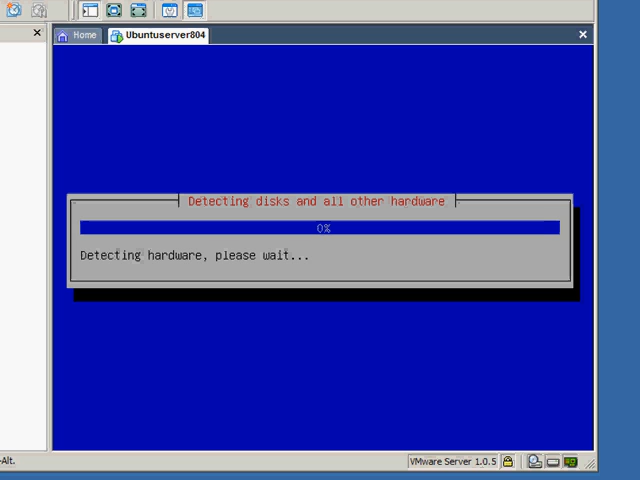 Home
Ubuntuserver804
Detecting disks and all other hardware
0%
Detecting hardware, please wait...
-Alt.
VMware Server 1.0.5